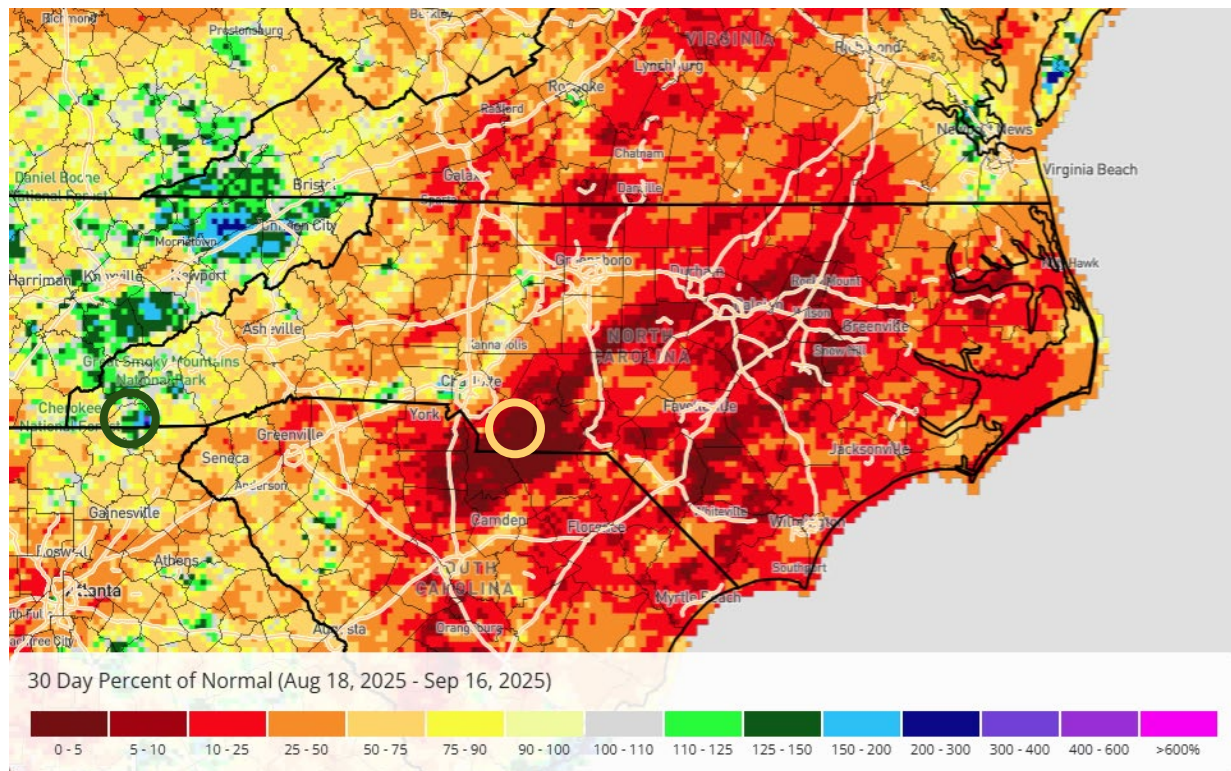 Richmond
Berkley
Prestonsburg
VIRGINIA
Richmond
Lynchburg
Roanoke
Radford
Newport News
Chatham
Daniel Boone
National Forest
Galax
Virginia Beach
Bristol
Danville
Sparta
Johnson City
Morristown
Harriman
Knoxville
Newport
Greensboro
Durham
Rocky Mount
Kill Devil Hawk
Raleigh
Wilson
Greenville
Asheville
NORTH
CAROLINA
Kannapolis
Snow Hill
Great Smoky Mountains
National Park
Charlotte
Cherokee
National Forest
York
Fayetteville
Greenville
Jacksonville
Seneca
Anderson
Gainesville
Camden
Florence
Whiteville
Wilmington
Roswell
Athens
Southport
SOUTH
CAROLINA
Atlanta
Myrtle Beach
Augusta
Orangeburg
30 Day Percent of Normal (Aug 18, 2025 - Sep 16, 2025)
0 - 5 5 - 10 10 - 25 25 - 50 50 - 75 75 - 90 90 - 100 100 - 110 110 - 125 125 - 150 150 - 200 200 - 300 300 - 400 400 - 600 >600%